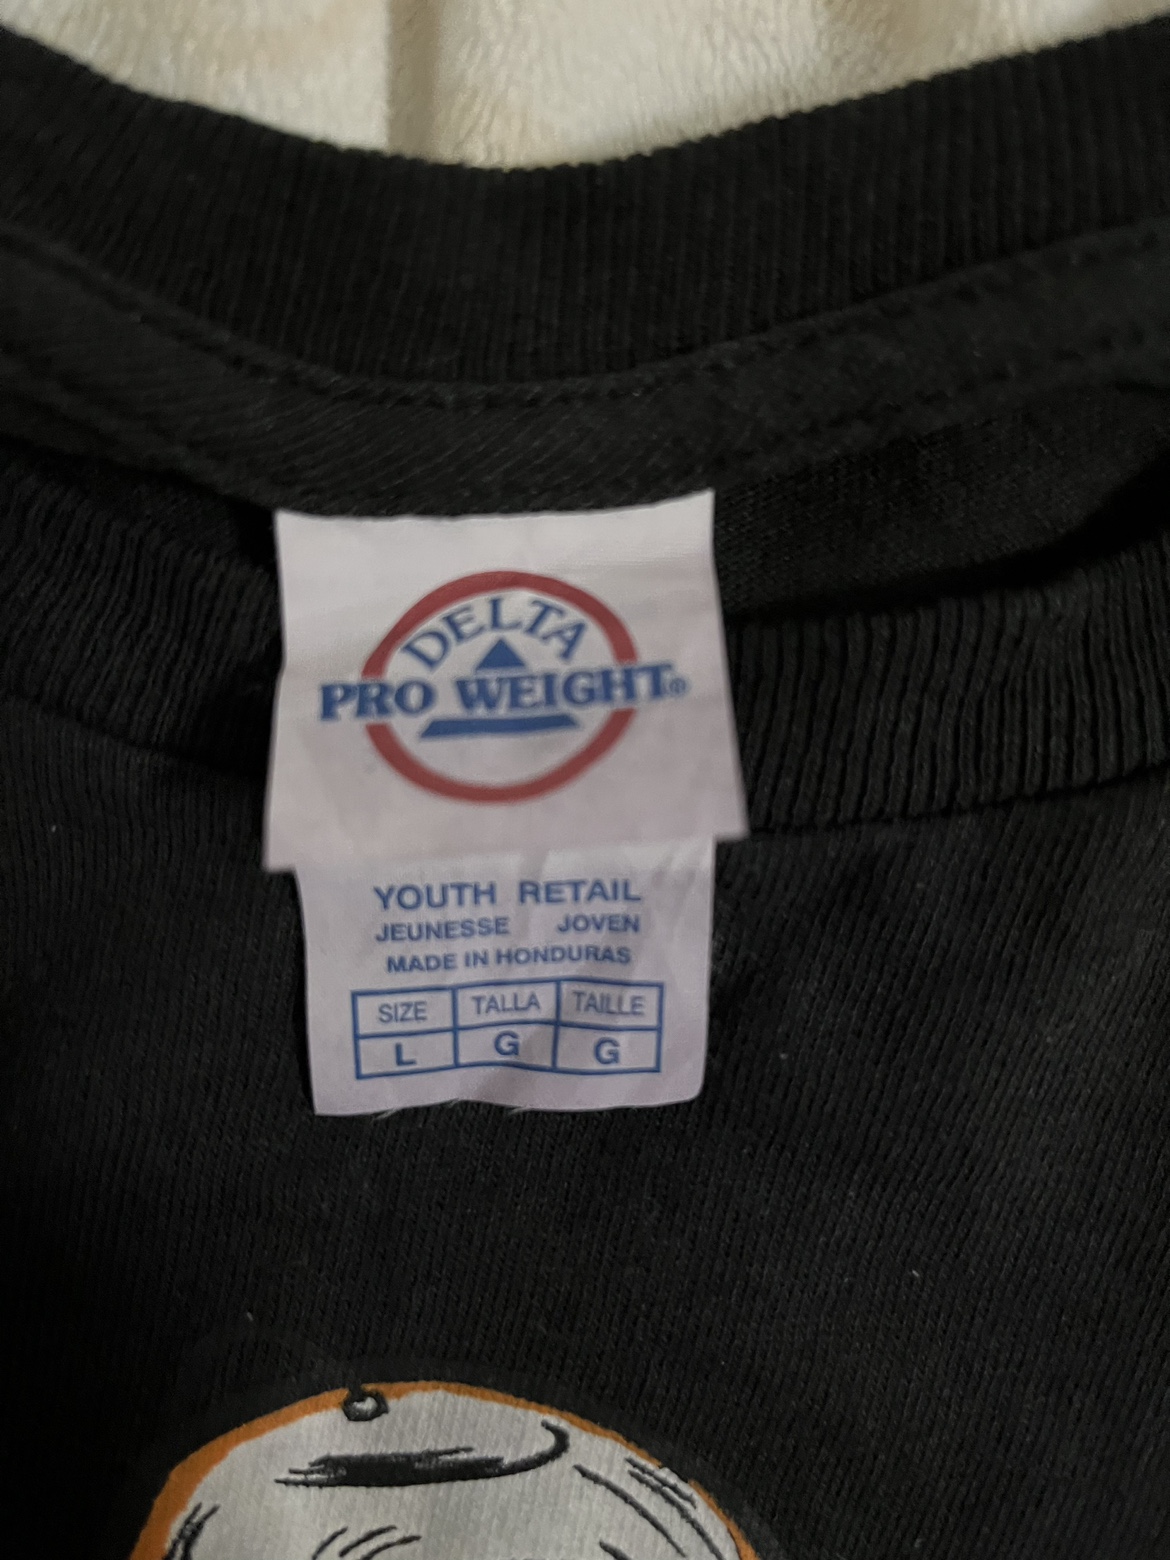 DELTA
PRO WEIGHT®
YOUTH RETAIL
JEUNESSE JOVEN
MADE IN HONDURAS
SIZE TALLA TAILLE
L G G